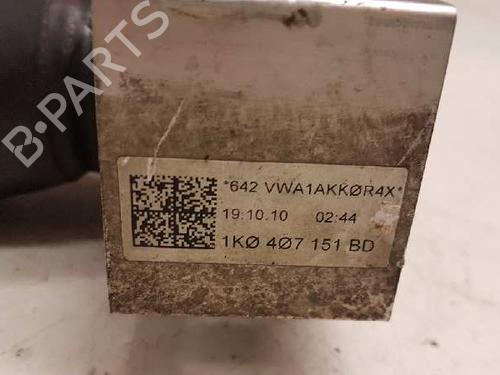 B-PARTS
*642 VWA1AKKØR4X*
19.10.10 02:44
1KØ 4Ø7 151 BD